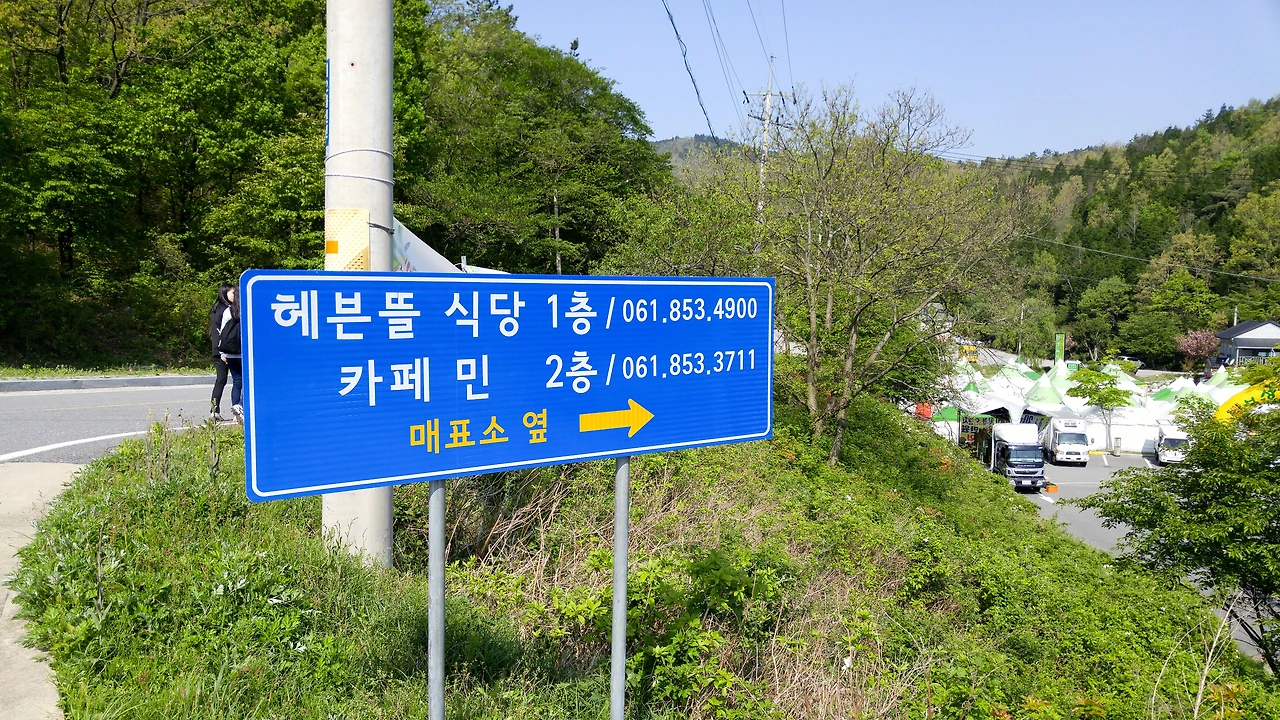 헤븐뜰 식당 1층 / 061.853.4900
카페 민 2층 / 061.853.3711
매표소 옆